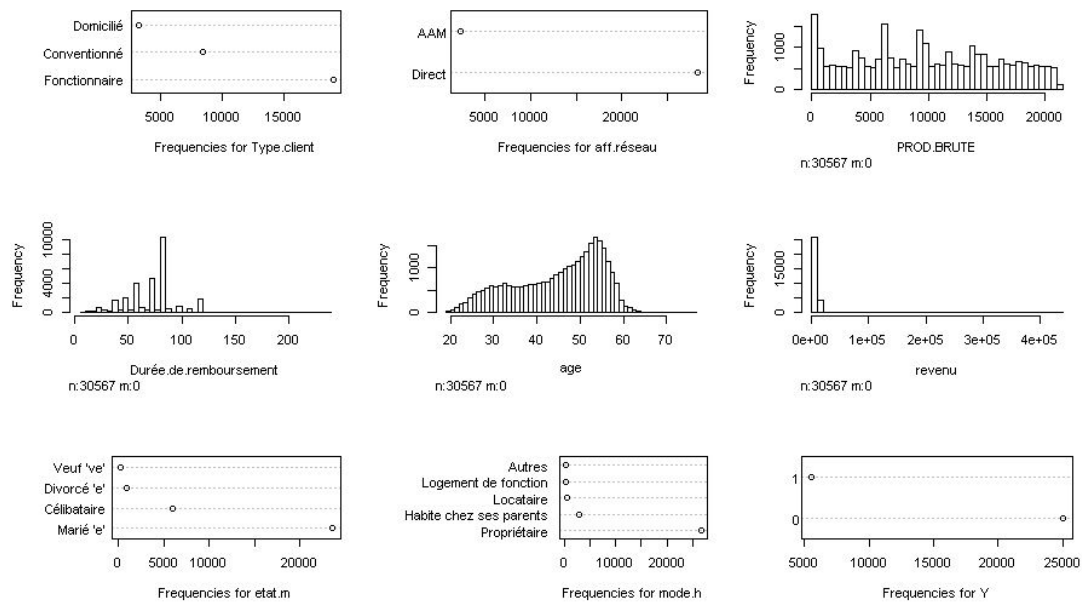 Domicilié
Conventionné
Fonctionnaire
5000 10000 15000
Frequencies for Type.client
AAM
Direct
5000 10000 20000
Frequencies for aff.réseau
Frequency
0 1000
0 5000 10000 15000 20000
PROD.BRUTE
n:30567 m:0
Frequency
0 4000 10000
0 50 100 150 200
Durée.de.remboursement
n:30567 m:0
Frequency
0 1000
20 30 40 50 60 70
age
n:30567 m:0
Frequency
0 15000
0e+00 1e+05 2e+05 3e+05 4e+05
revenu
n:30567 m:0
Veuf 've'
Divorcé 'e'
Célibataire
Marié 'e'
0 5000 10000 20000
Frequencies for etat.m
Autres
Logement de fonction
Locataire
Habite chez ses parents
Propriétaire
0 5000 10000 20000
Frequencies for mode.h
1
0
5000 10000 15000 20000 25000
Frequencies for Y